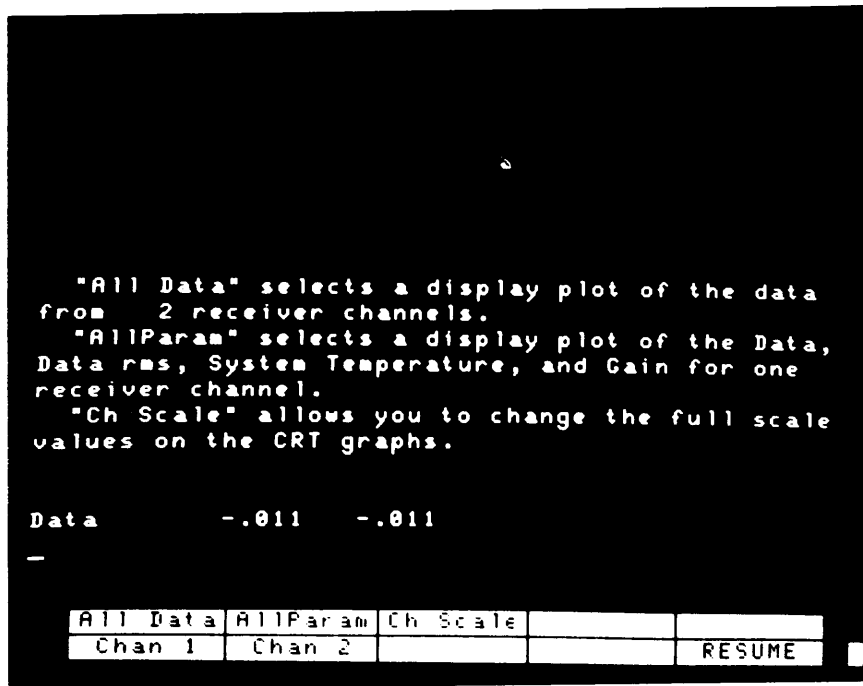 "All Data" selects a display plot of the data
from 2 receiver channels.
"AllParam" selects a display plot of the Data,
Data rms, System Temperature, and Gain for one
receiver channel.
"Ch Scale" allows you to change the full scale
values on the CRT graphs.
Data -.011 -.011
All Data AllParam Ch Scale
Chan 1 Chan 2 RESUME